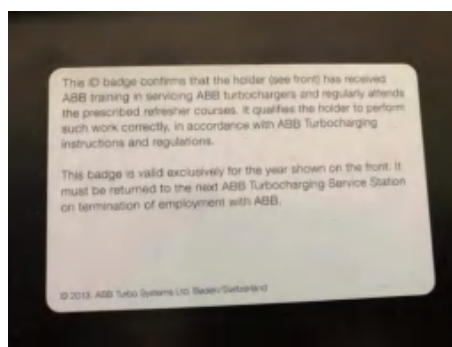 This ID badge confirms that the holder (see front) has received
ABB training in servicing ABB turbochargers and regularly attends
the prescribed refresher courses. It qualifies the holder to perform
such work correctly, in accordance with ABB Turbocharging
instructions and regulations.
This badge is valid exclusively for the year shown on the front. It
must be returned to the next ABB Turbocharging Service Station
on termination of employment with ABB.
© 2013, ABB Turbo Systems Ltd, Baden/Switzerland